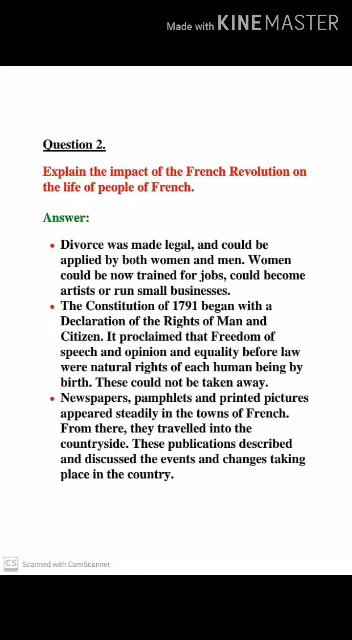 Made with KINEMASTER
Question 2.
Explain the impact of the French Revolution on
the life of people of French.
Answer:
• Divorce was made legal, and could be
applied by both women and men. Women
could be now trained for jobs, could become
artists or run small businesses.
• The Constitution of 1791 began with a
Declaration of the Rights of Man and
Citizen. It proclaimed that Freedom of
speech and opinion and equality before law
were natural rights of each human being by
birth. These could not be taken away.
• Newspapers, pamphlets and printed pictures
appeared steadily in the towns of French.
From there, they travelled into the
countryside. These publications described
and discussed the events and changes taking
place in the country.
CS Scanned with CamScanner